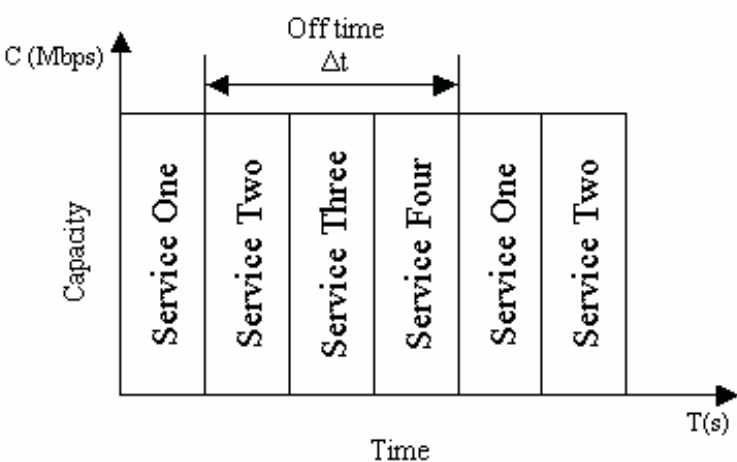 Off time
C (Mbps)
Δt
Capacity
Service One
Service Two
Service Three
Service Four
Service One
Service Two
T(s)
Time